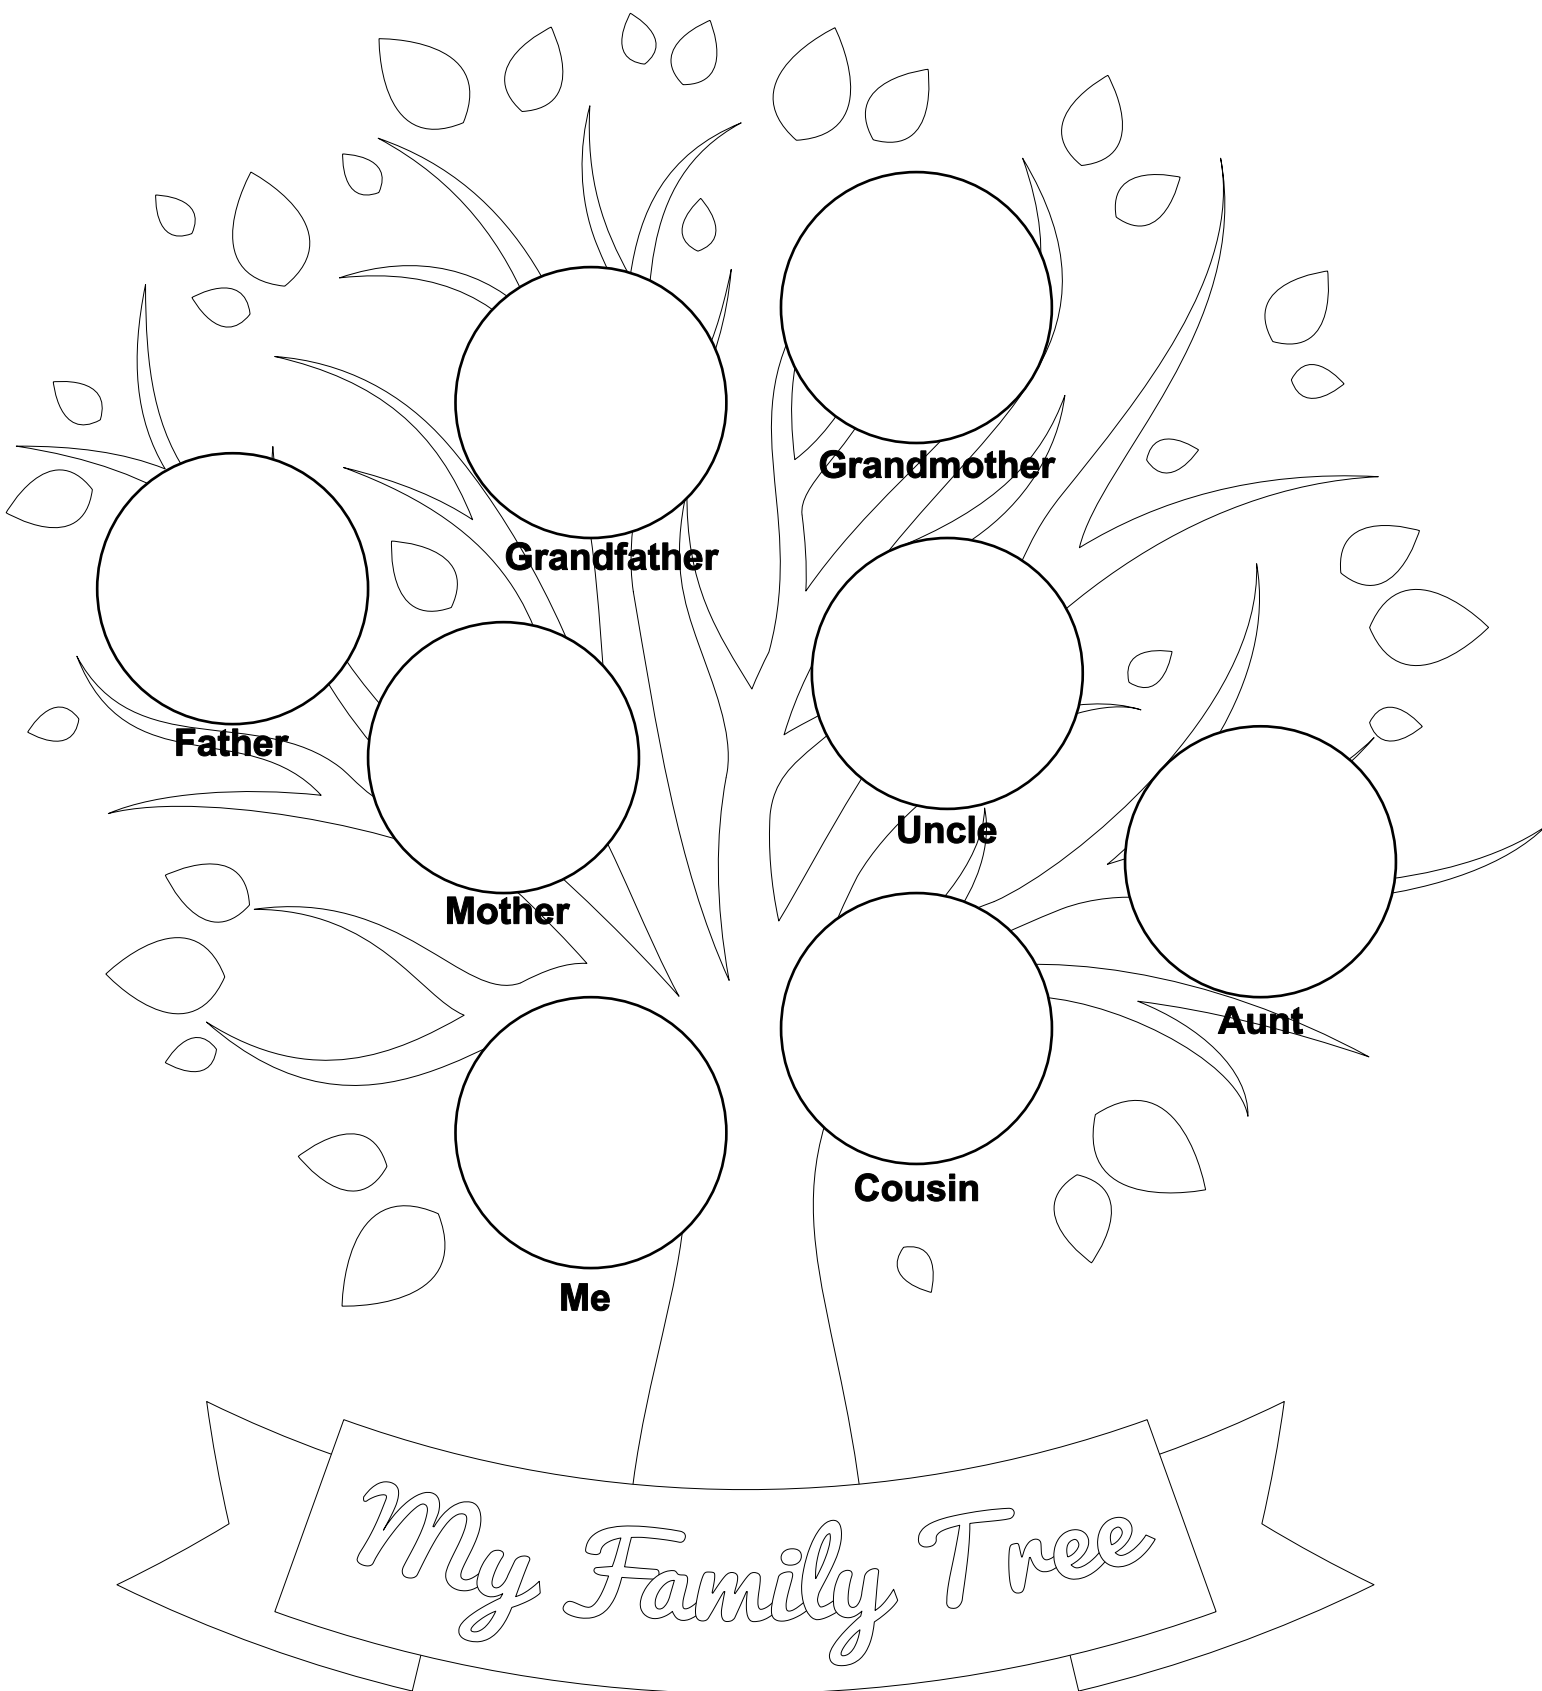 Grandmother
Grandfather
Father
Uncle
Mother
Aunt
Cousin
Me
My Family Tree